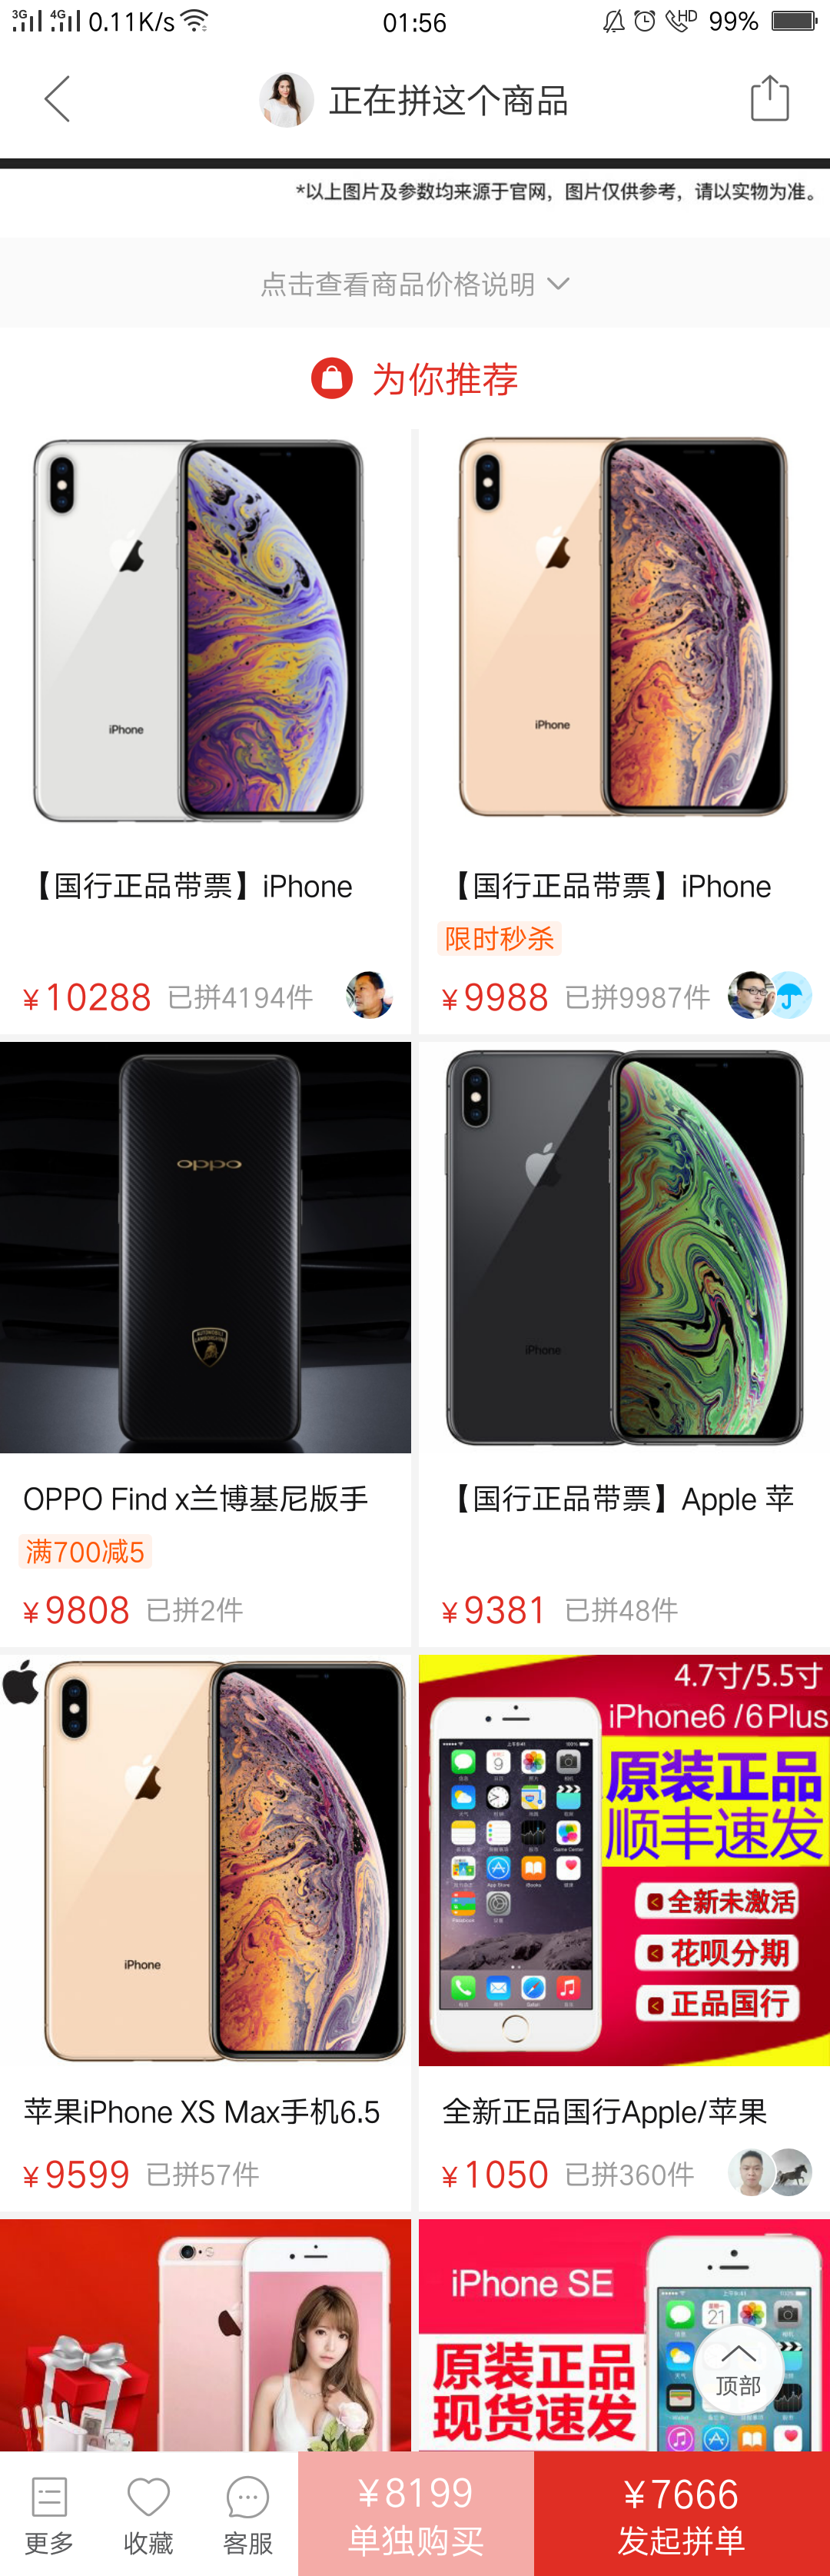 3G 4G 0.11K/s 01:56 HD 99%
正在拼这个商品
*以上图片及参数均来源于官网，图片仅供参考，请以实物为准。
点击查看商品价格说明
为你推荐
iPhone
iPhone
【国行正品带票】iPhone
【国行正品带票】iPhone
限时秒杀
¥10288 已拼4194件
¥9988 已拼9987件
oppo
AUTOMOBILI
LAMBORGHINI
iPhone
OPPO Find x兰博基尼版手
【国行正品带票】Apple 苹
满700减5
¥9808 已拼2件
¥9381 已拼48件
iPhone
4.7寸/5.5寸
iPhone6 /6 Plus
原装正品
顺丰速发
全新未激活
花呗分期
正品国行
苹果iPhone XS Max手机6.5
全新正品国行Apple/苹果
¥9599 已拼57件
¥1050 已拼360件
iPhone SE
原装正品
现货速发
21
顶部
更多
收藏
客服
¥8199
单独购买
¥7666
发起拼单